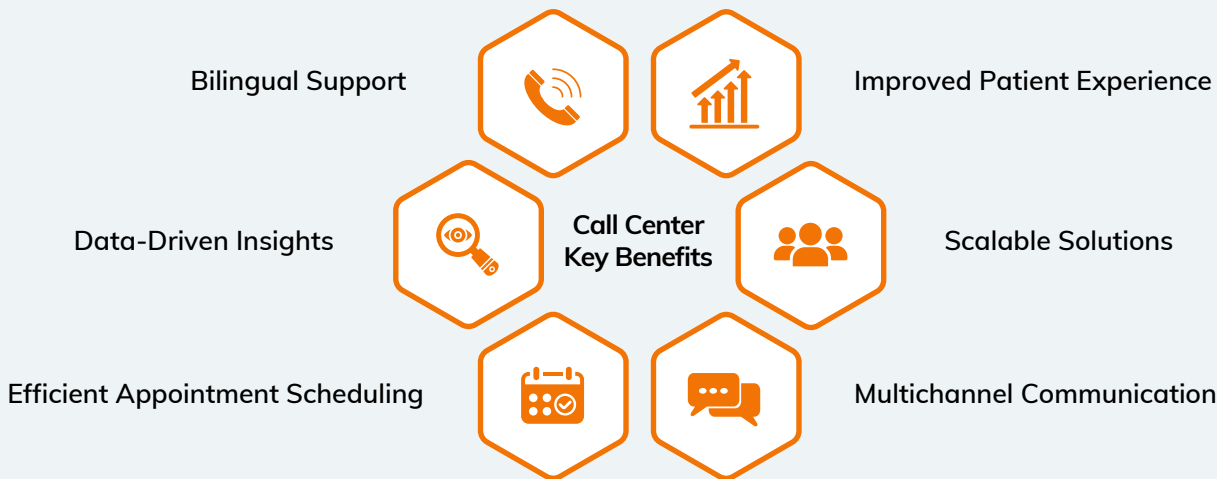 Bilingual Support
Improved Patient Experience
Data-Driven Insights
Call Center
Key Benefits
Scalable Solutions
Efficient Appointment Scheduling
Multichannel Communication